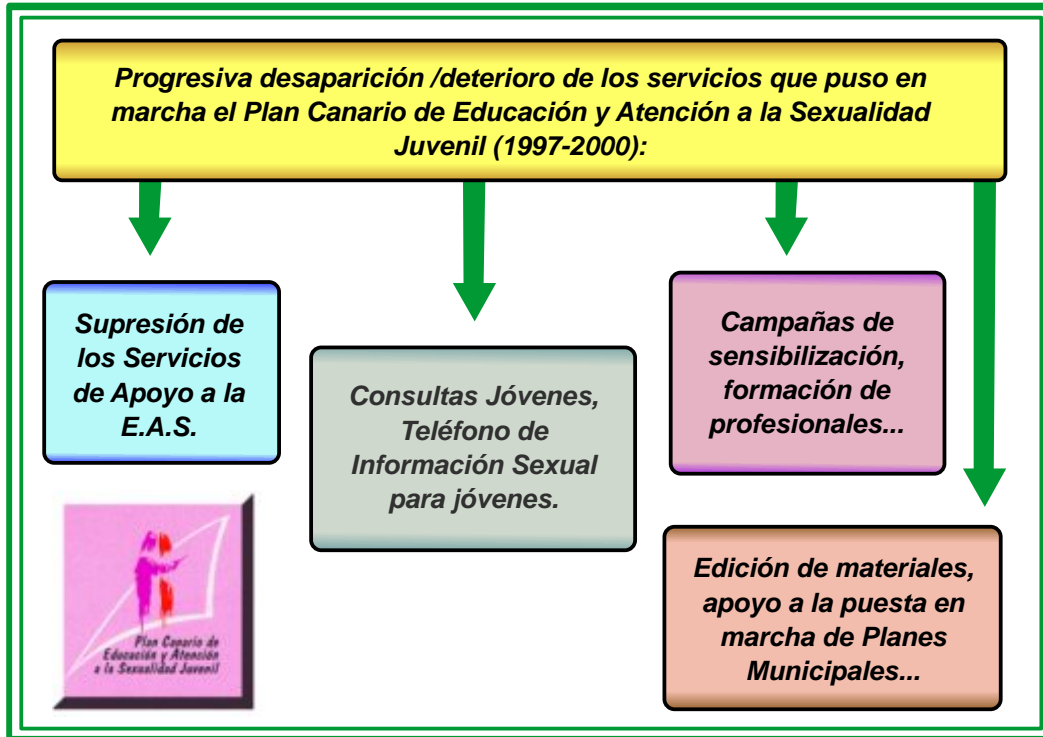 Progresiva desaparición /deterioro de los servicios que puso en
marcha el Plan Canario de Educación y Atención a la Sexualidad
Juvenil (1997-2000):
Supresión de
los Servicios
de Apoyo a la
E.A.S.
Consultas Jóvenes,
Teléfono de
Información Sexual
para jóvenes.
Campañas de
sensibilización,
formación de
profesionales...
Edición de materiales,
apoyo a la puesta en
marcha de Planes
Municipales...
Plan Canario de
Educación y Atención
a la Sexualidad Juvenil